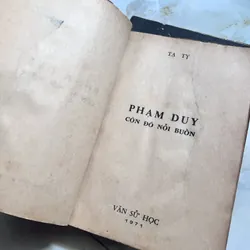 TẠ TỴ
PHẠM DUY
CÒN ĐÓ NỖI BUỒN
VĂN SỬ HỌC
1971